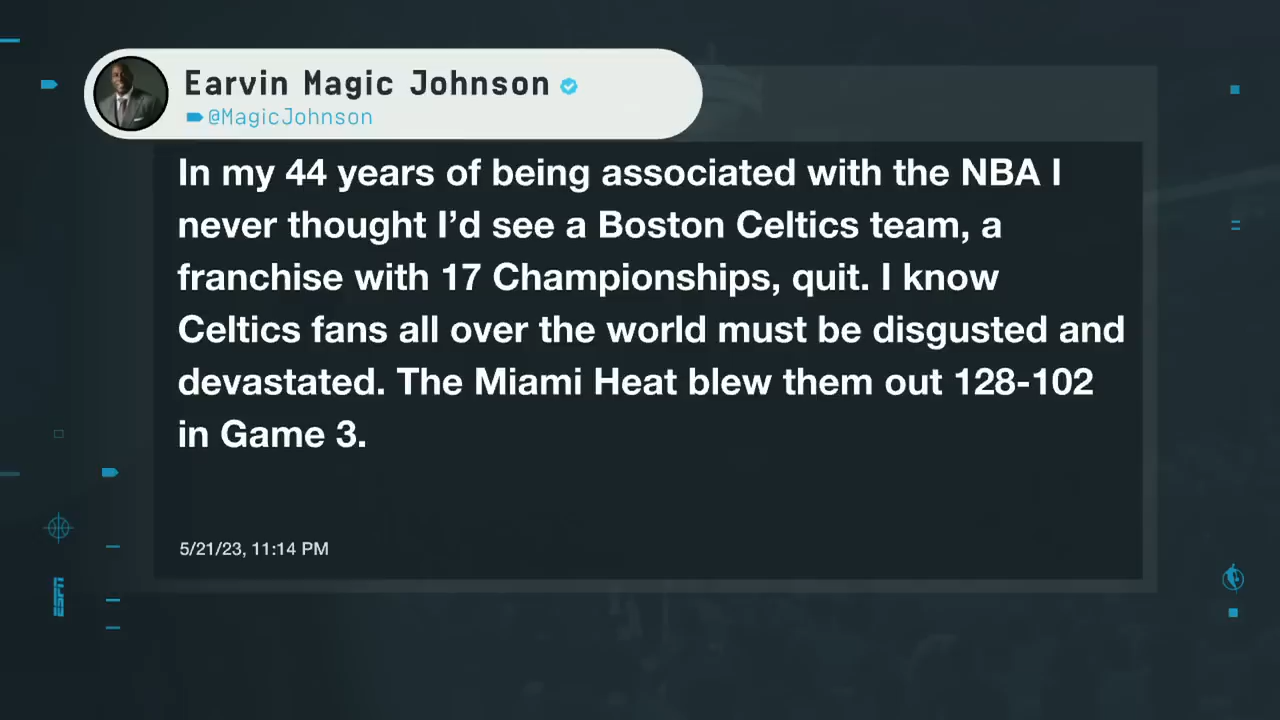 Earvin Magic Johnson
@MagicJohnson
In my 44 years of being associated with the NBA I
never thought I’d see a Boston Celtics team, a
franchise with 17 Championships, quit. I know
Celtics fans all over the world must be disgusted and
devastated. The Miami Heat blew them out 128-102
in Game 3.
5/21/23, 11:14 PM
ESPN